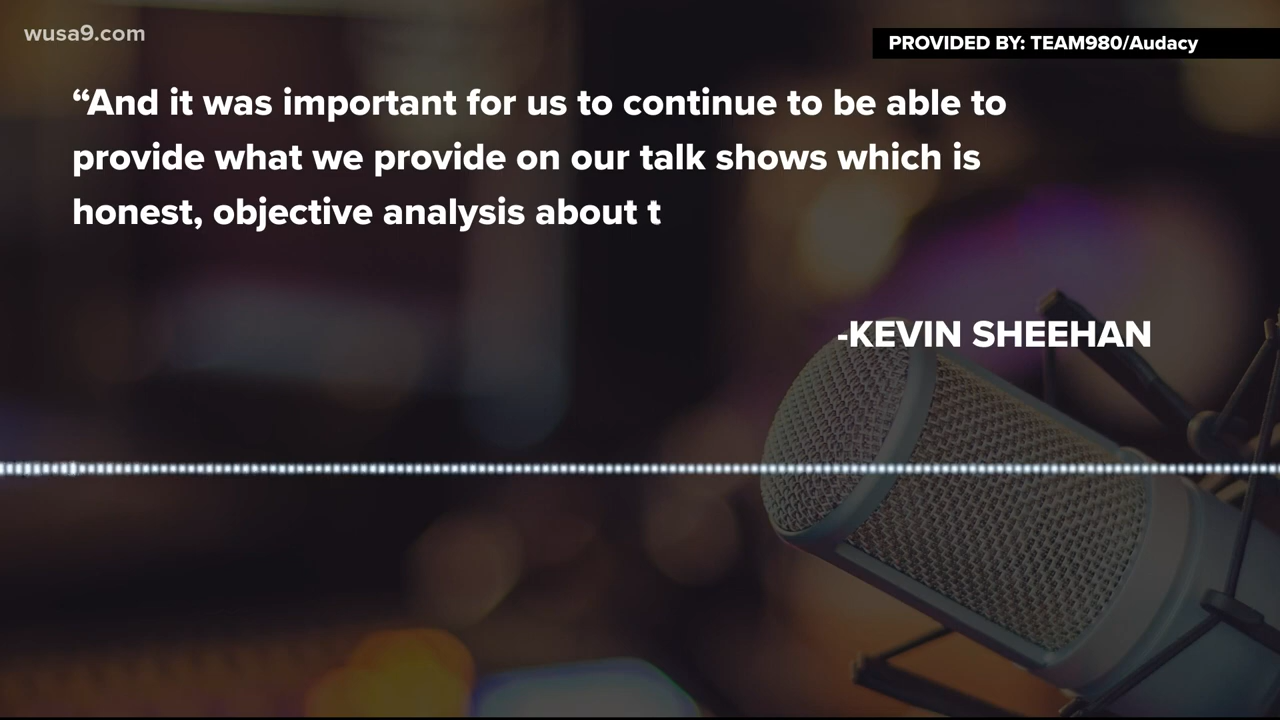 wusa9.com
PROVIDED BY: TEAM980/Audacy
“And it was important for us to continue to be able to
provide what we provide on our talk shows which is
honest, objective analysis about t
-KEVIN SHEEHAN